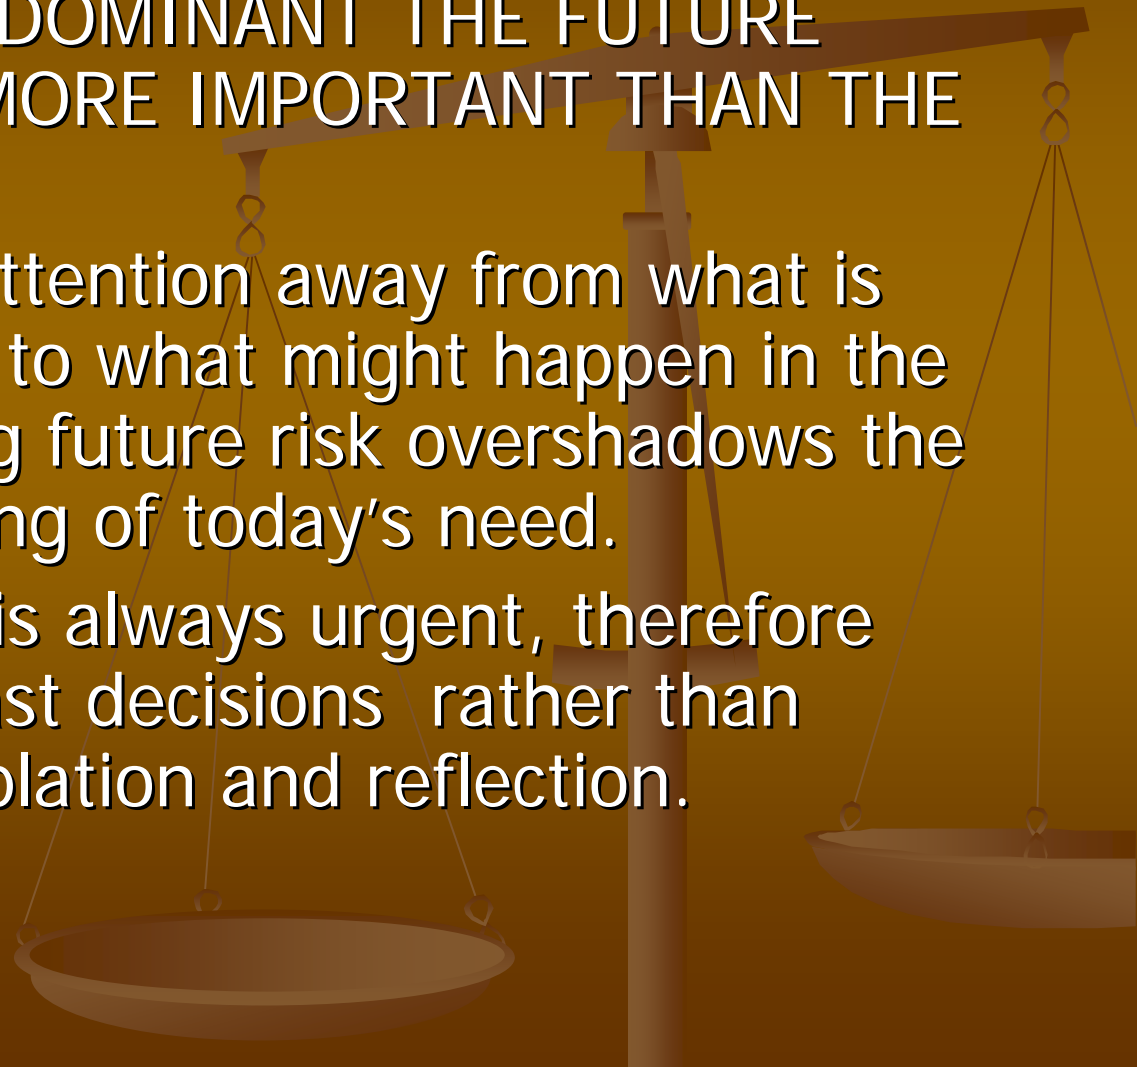 DOMINANT THE FUTURE
MORE IMPORTANT THAN THE
ttention away from what is
to what might happen in the
g future risk overshadows the
ng of today's need.
is always urgent, therefore
ast decisions rather than
plation and reflection.